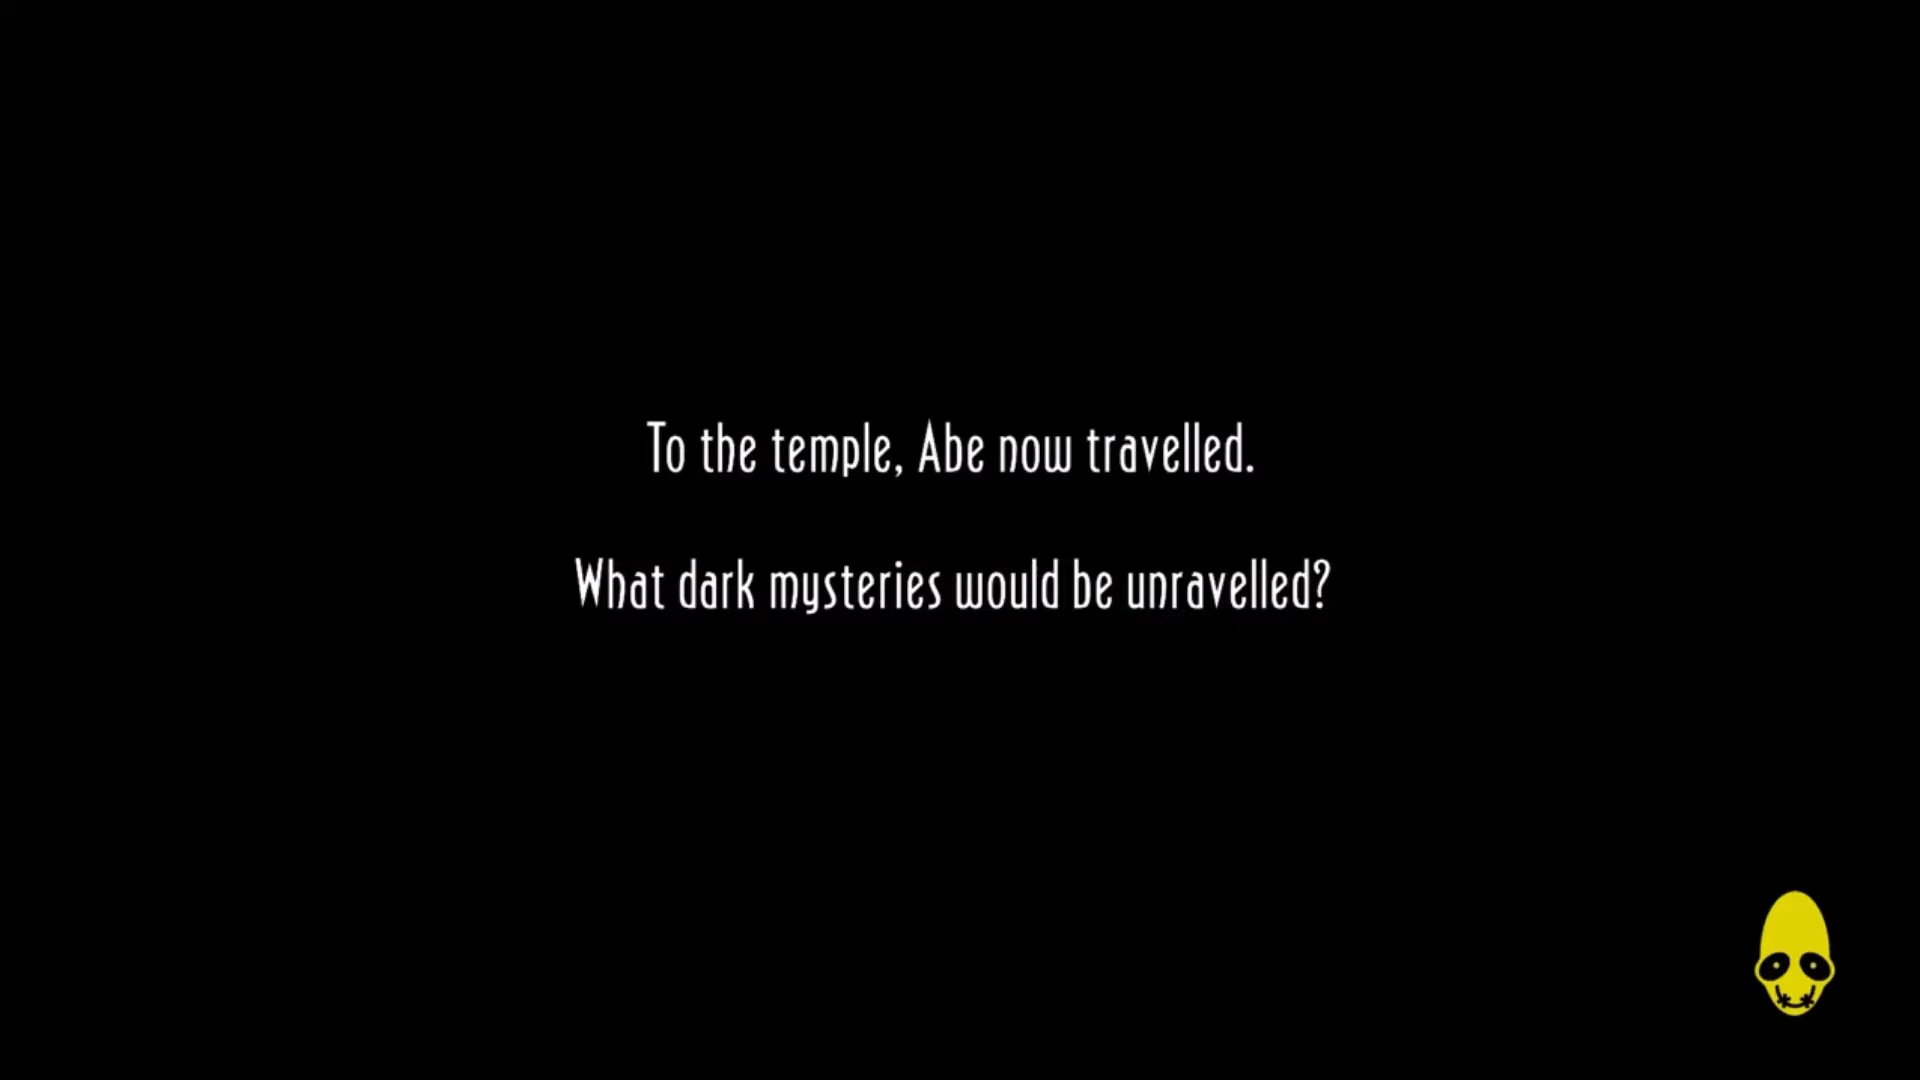 To the temple, Abe now travelled.
What dark mysteries would be unravelled?